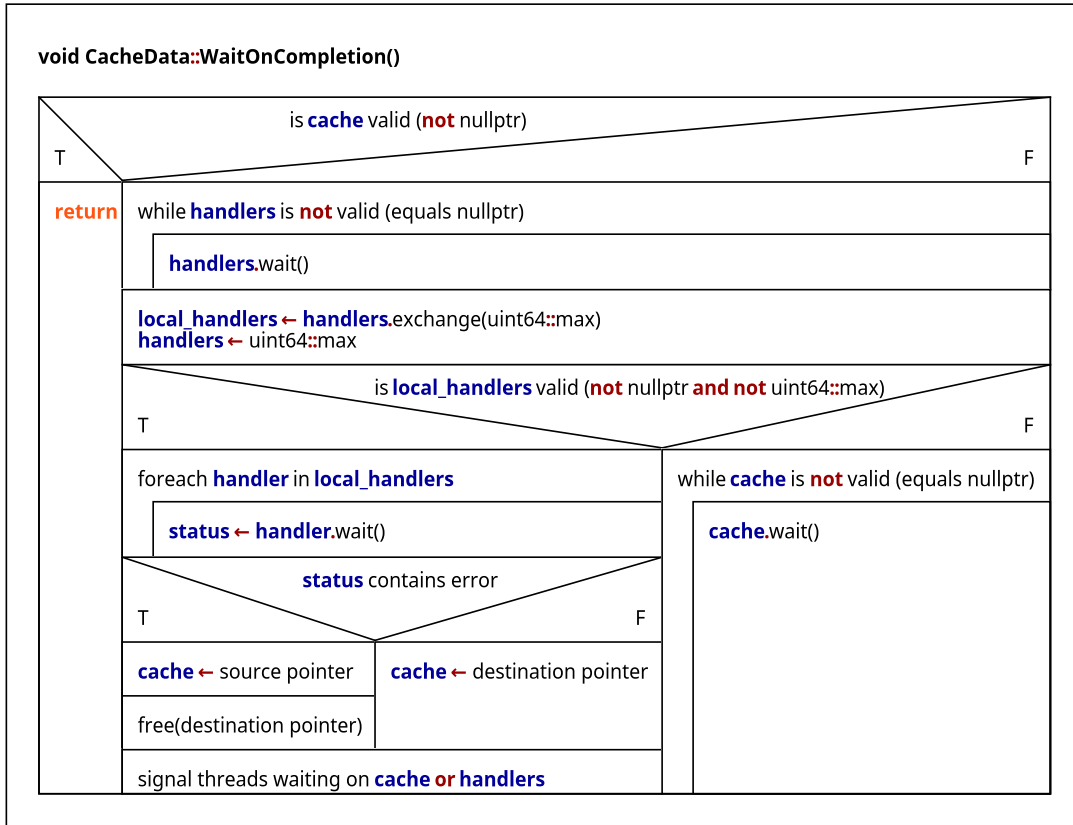 void CacheData::WaitOnCompletion()
is cache valid (not nullptr)
T
F
return
while handlers is not valid (equals nullptr)
handlers.wait()
local_handlers ← handlers.exchange(uint64::max)
handlers ← uint64::max
is local_handlers valid (not nullptr and not uint64::max)
T
F
foreach handler in local_handlers
while cache is not valid (equals nullptr)
status ← handler.wait()
cache.wait()
status contains error
T
F
cache ← source pointer
cache ← destination pointer
free(destination pointer)
signal threads waiting on cache or handlers